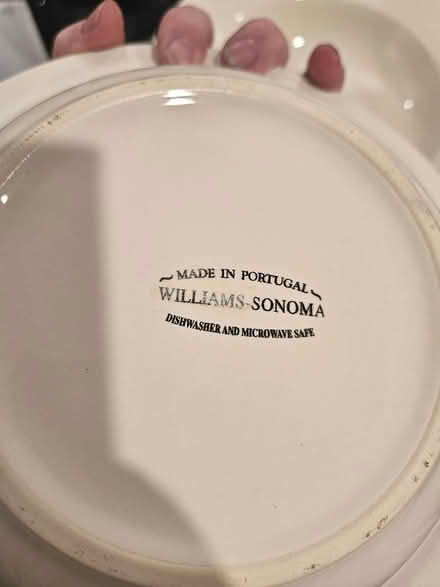 MADE IN PORTUGAL
WILLIAMS-SONOMA
DISHWASHER AND MICROWAVE SAFE